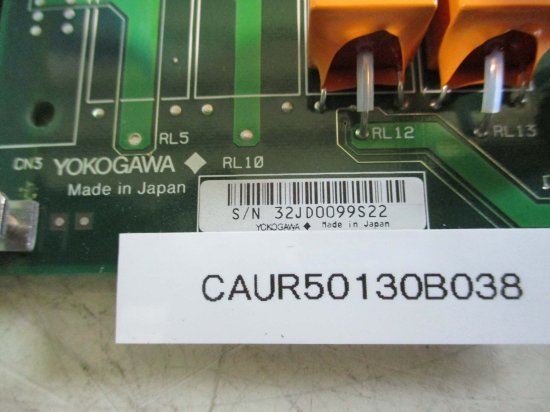 RL5
RL12
RL13
CN3 YOKOGAWA ◆ RL10
Made in Japan
S/N 32JD0099S22
YOKOGAWA ◆ Made in Japan
CAUR50130B038